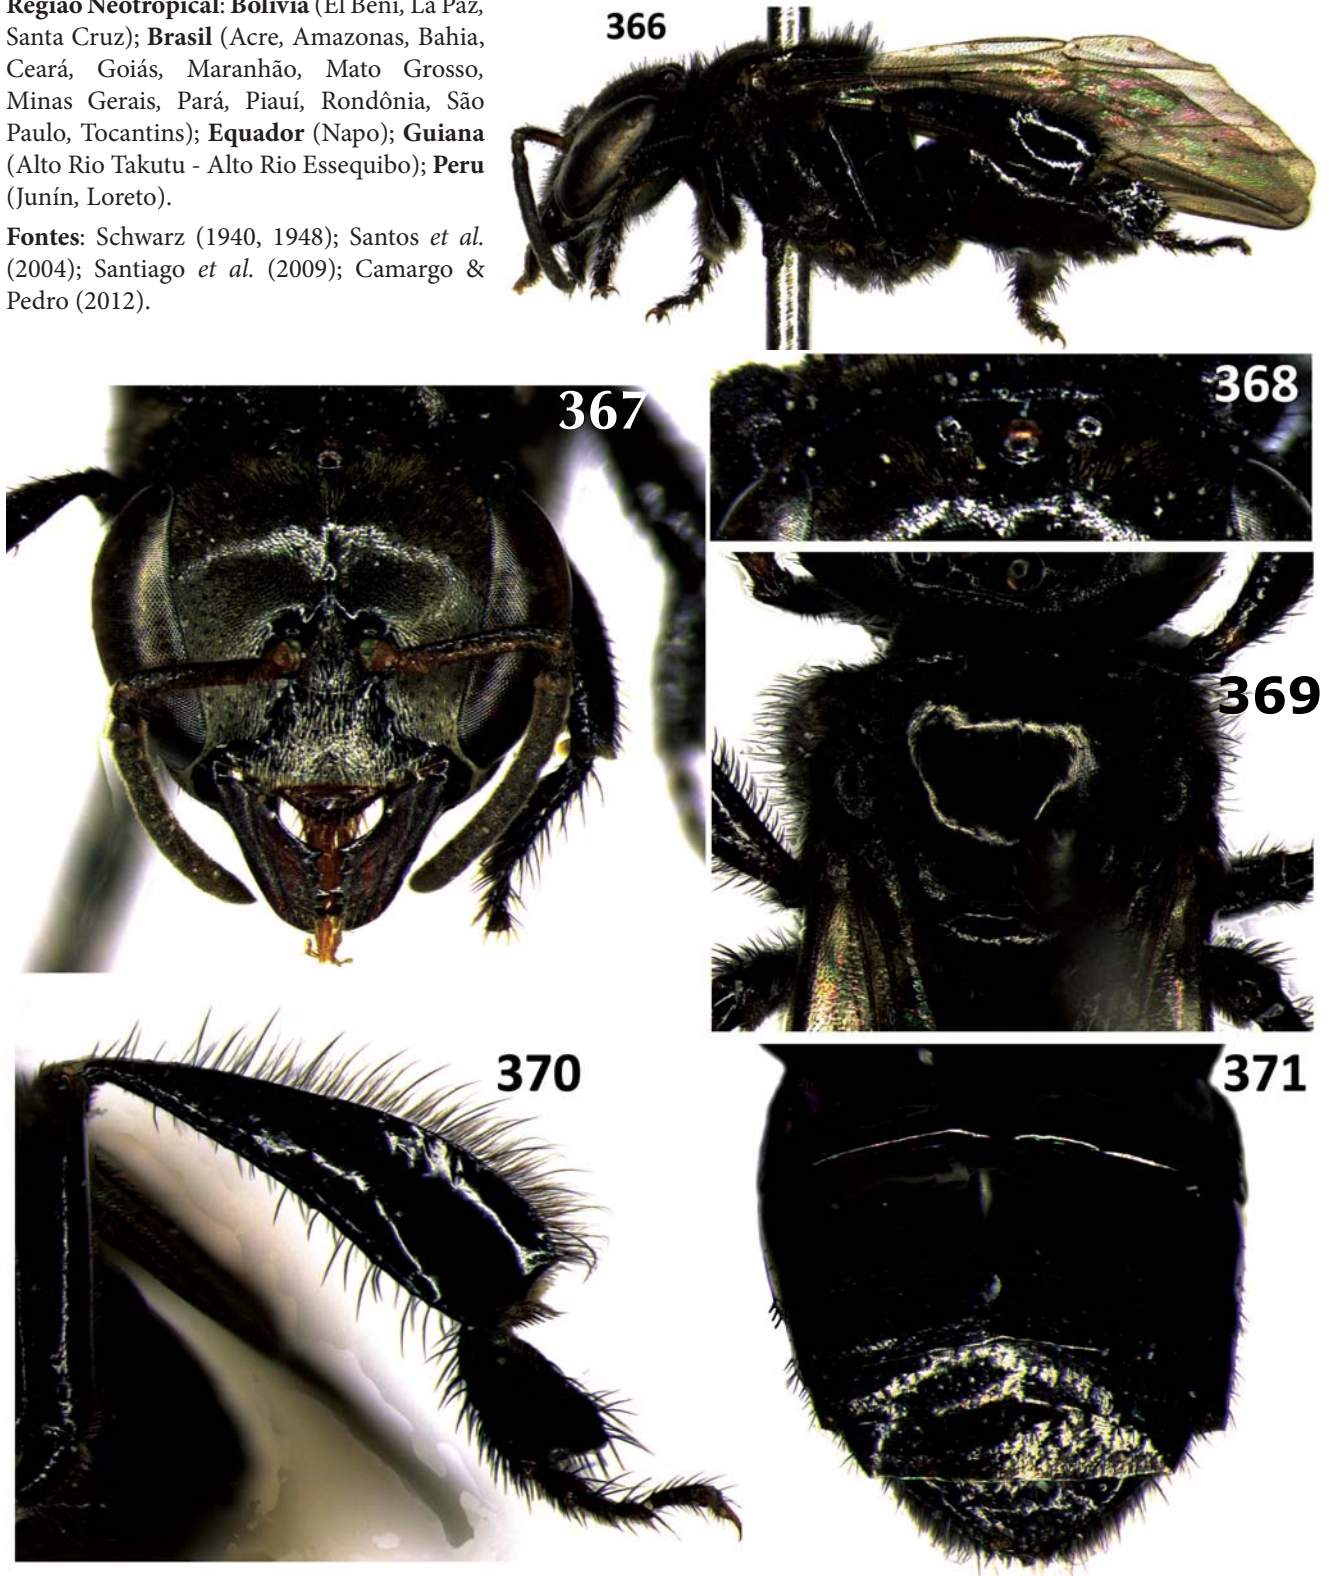 Região Neotropical: Bolívia (El Beni, La Paz,
Santa Cruz); Brasil (Acre, Amazonas, Bahia,
Ceará, Goiás, Maranhão, Mato Grosso,
Minas Gerais, Pará, Piauí, Rondônia, São
Paulo, Tocantins); Equador (Napo); Guiana
(Alto Rio Takutu - Alto Rio Essequibo); Peru
(Junín, Loreto).
Fontes: Schwarz (1940, 1948); Santos et al.
(2004); Santiago et al. (2009); Camargo &
Pedro (2012).
366
367
368
369
370
371